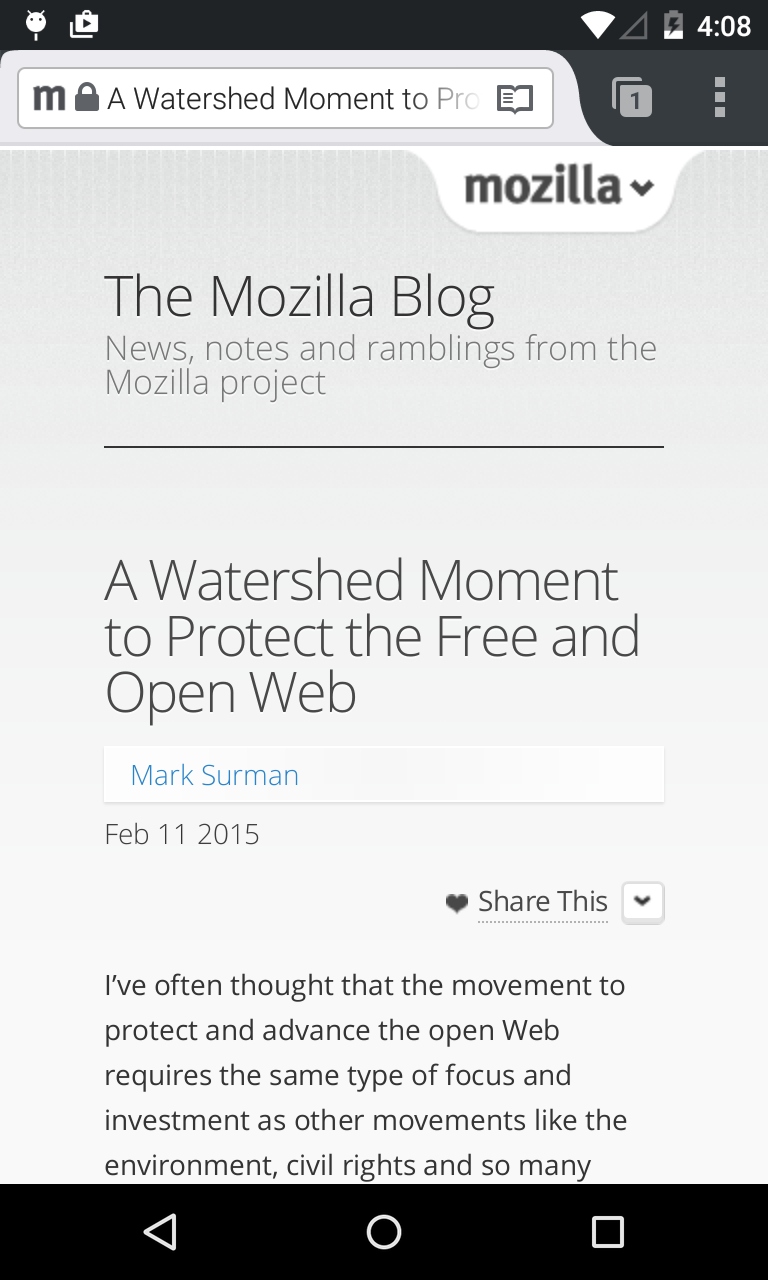 4:08
m A Watershed Moment to Pro
1
mozilla
The Mozilla Blog
News, notes and ramblings from the
Mozilla project
A Watershed Moment
to Protect the Free and
Open Web
Mark Surman
Feb 11 2015
Share This
I’ve often thought that the movement to
protect and advance the open Web
requires the same type of focus and
investment as other movements like the
environment, civil rights and so many